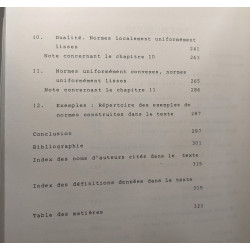 10. Dualité. Normes localement uniformément
lisses 261
Note concernant le chapitre 10 263
11. Normes uniformément convexes, normes
uniformément lisses 265
Note concernant le chapitre 11 286
12. Exemples : Répertoire des exemples de
normes construites dans le texte 287
Conclusion 297
Bibliographie 301
Index des noms d'auteurs cités dans le texte
315
Index des définitions données dans le texte
319
Table des matières 323